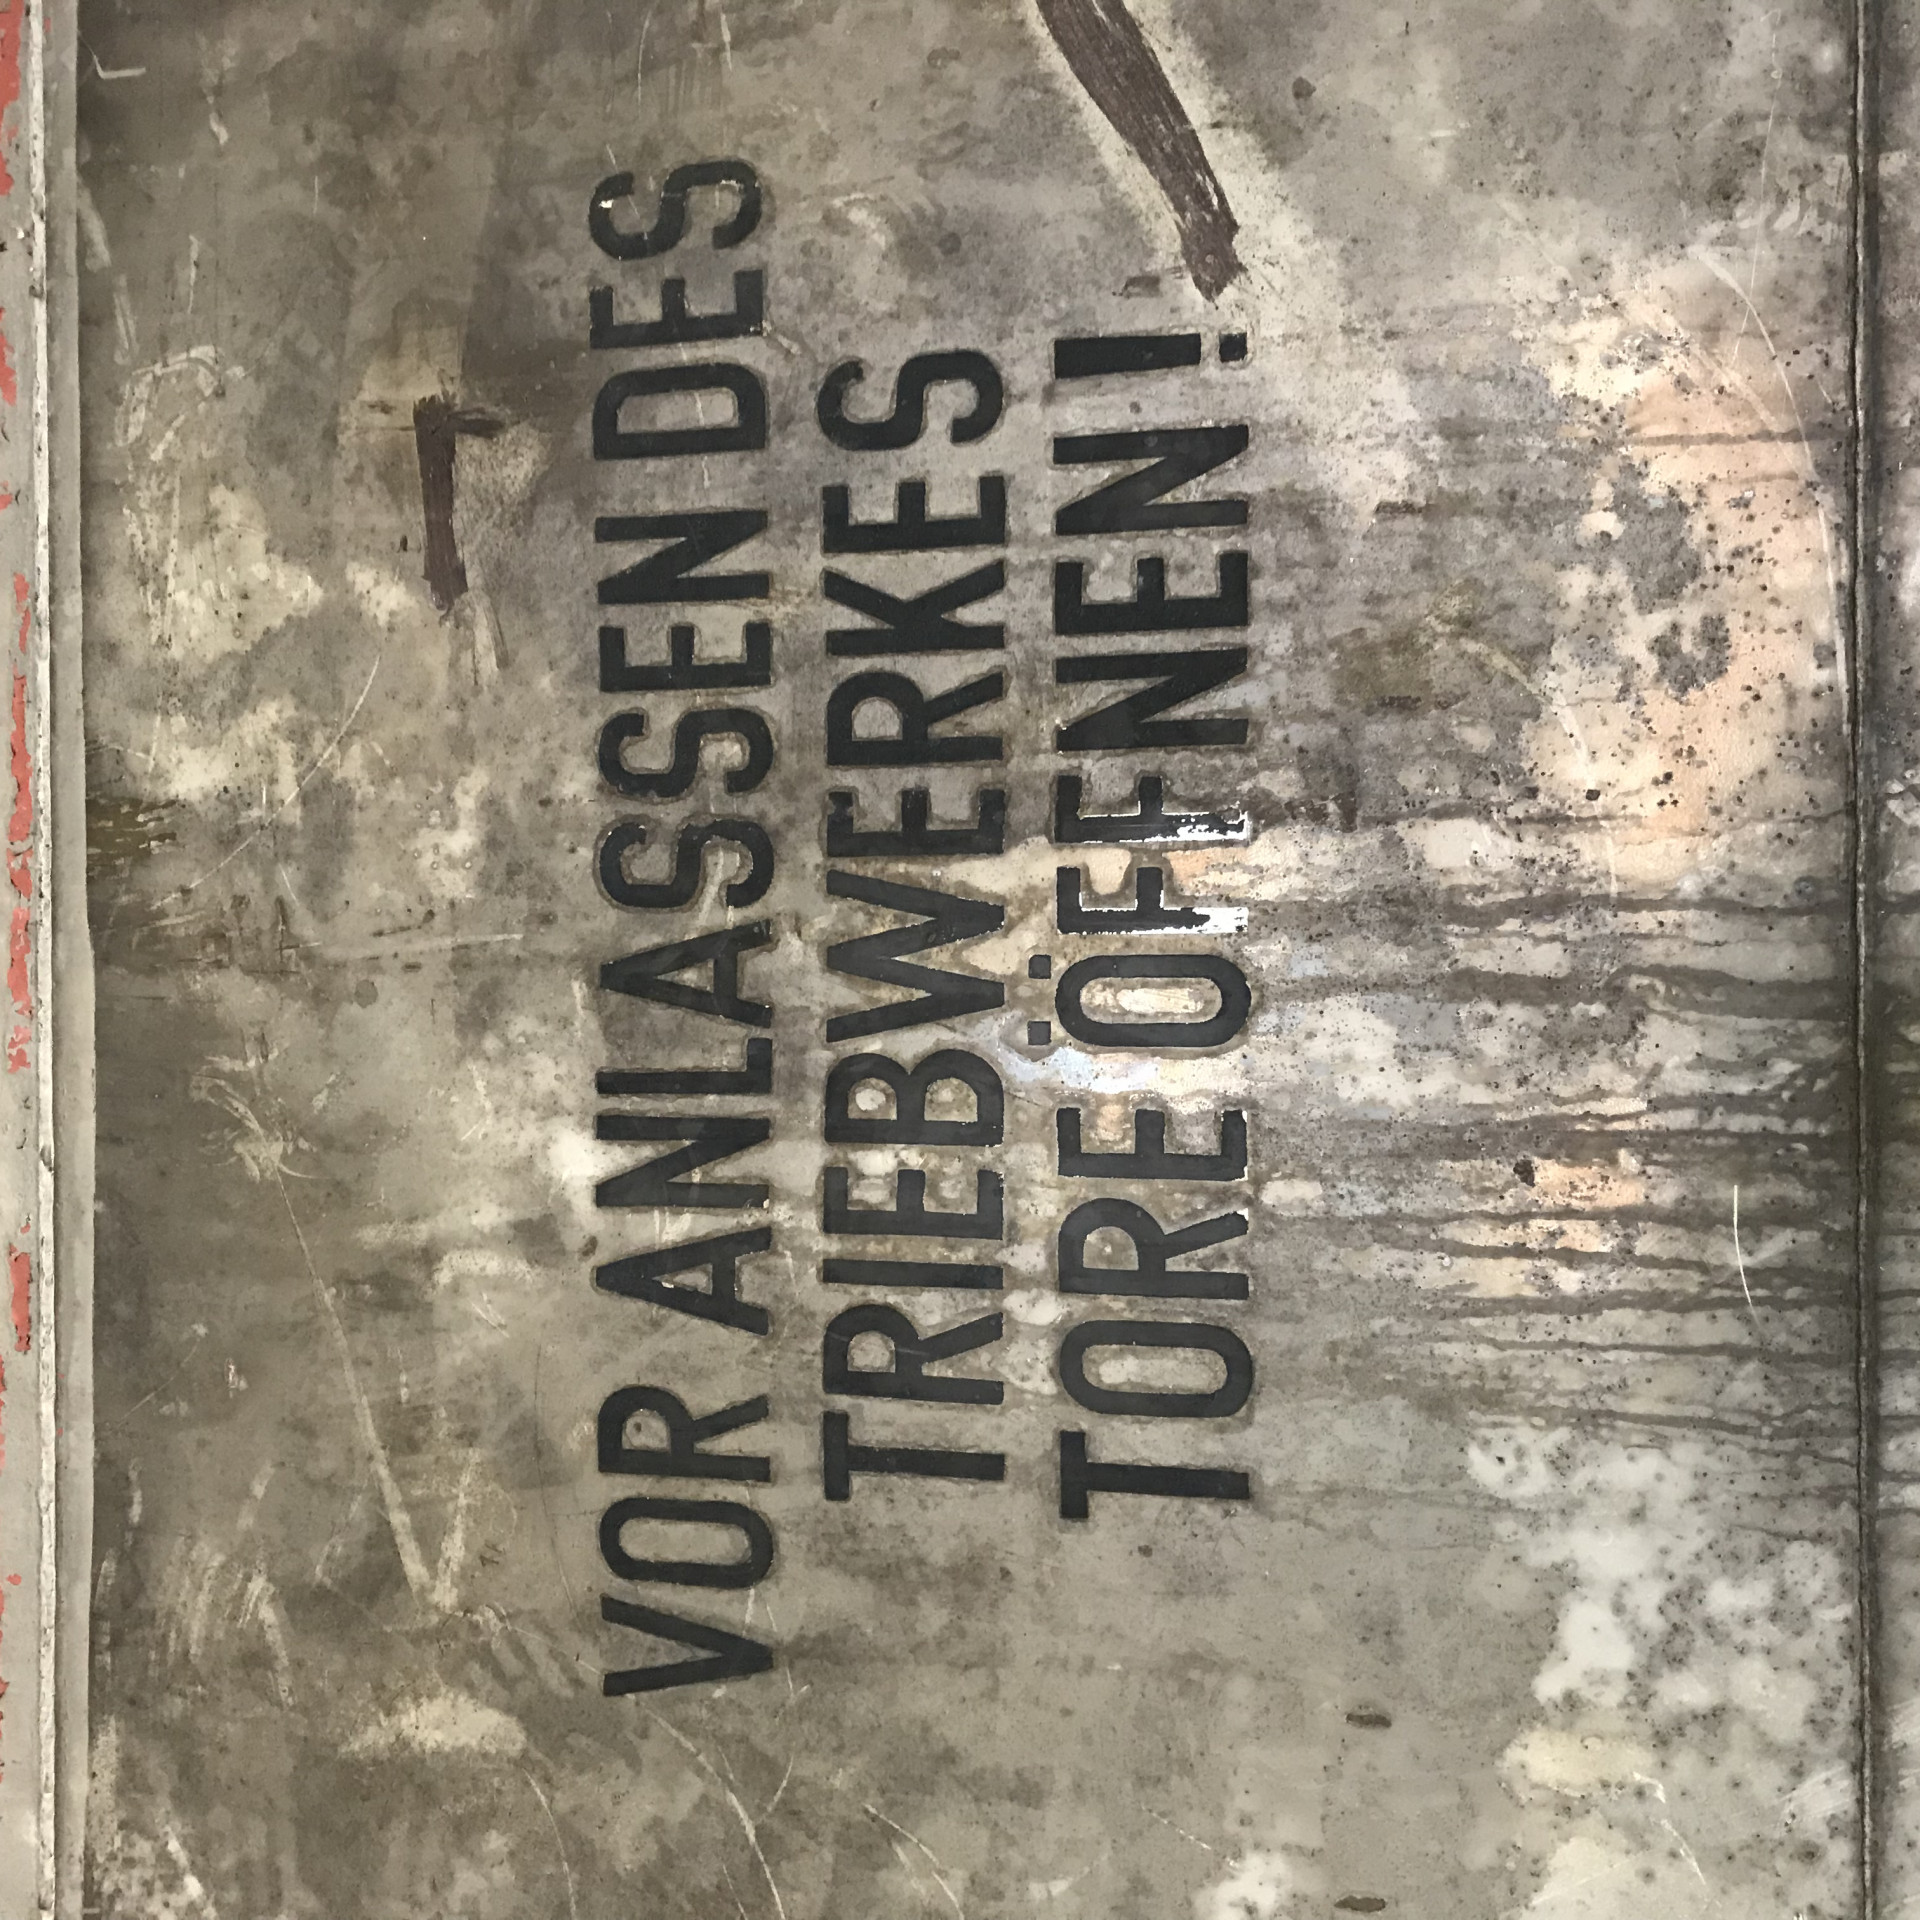 VOR ANLASSEN DES
TRIEBWERKES
TORE ÖFFNEN!